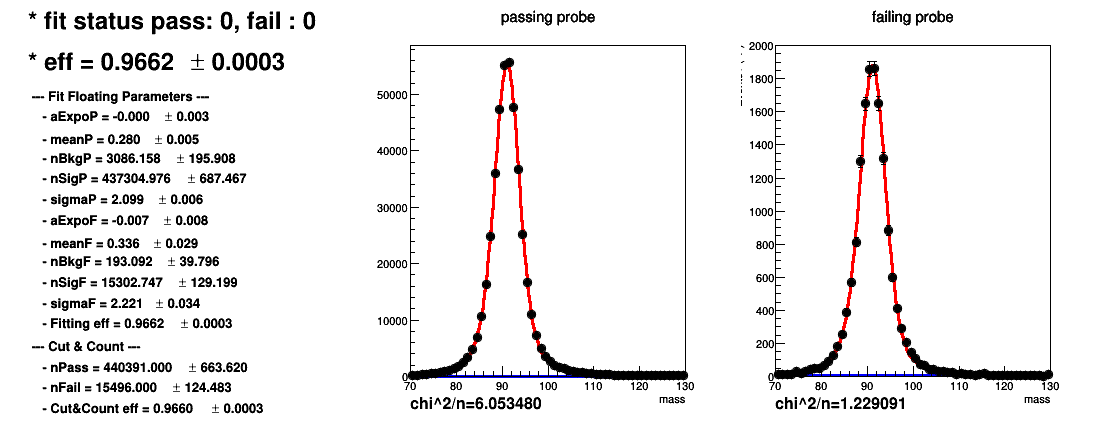 * fit status pass: 0, fail : 0
* eff = 0.9662 ± 0.0003
--- Fit Floating Parameters ---
- aExpoP = -0.000 ± 0.003
- meanP = 0.280 ± 0.005
- nBkgP = 3086.158 ± 195.908
- nSigP = 437304.976 ± 687.467
- sigmaP = 2.099 ± 0.006
- aExpoF = -0.007 ± 0.008
- meanF = 0.336 ± 0.029
- nBkgF = 193.092 ± 39.796
- nSigF = 15302.747 ± 129.199
- sigmaF = 2.221 ± 0.034
- Fitting eff = 0.9662 ± 0.0003
--- Cut & Count ---
- nPass = 440391.000 ± 663.620
- nFail = 15496.000 ± 124.483
- Cut&Count eff = 0.9660 ± 0.0003
passing probe
50000
40000
30000
20000
10000
0
70 80 90 100 110 120 130
mass
chi^2/n=6.053480
failing probe
2000
1800
1600
1400
1200
1000
800
600
400
200
0
70 80 90 100 110 120 130
mass
chi^2/n=1.229091